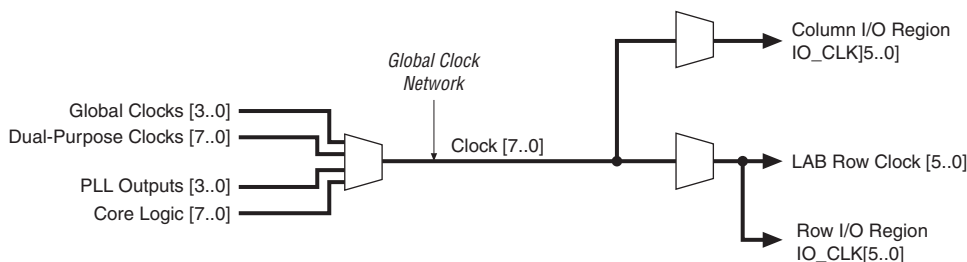 Column I/O Region
IO_CLK]5..0]
Global Clock
Network
Global Clocks [3..0]
Dual-Purpose Clocks [7..0]
Clock [7..0]
LAB Row Clock [5..0]
PLL Outputs [3..0]
Core Logic [7..0]
Row I/O Region
IO_CLK[5..0]